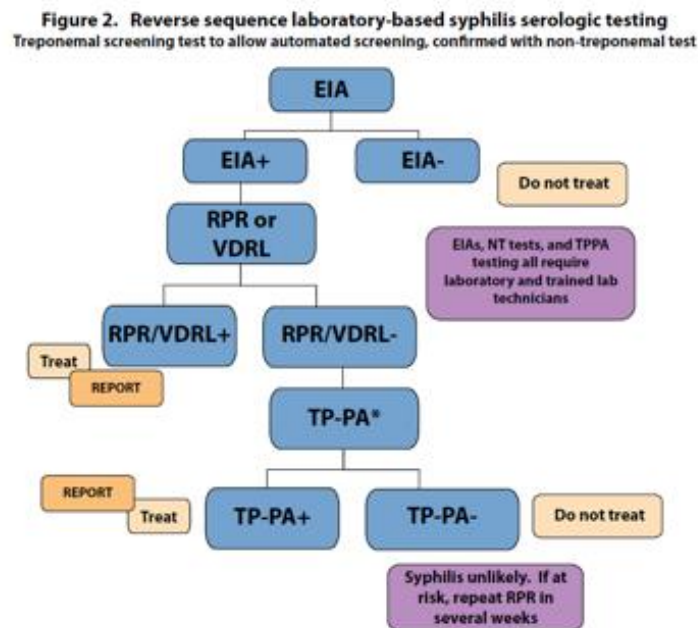 Figure 2. Reverse sequence laboratory-based syphilis serologic testing
Treponemal screening test to allow automated screening, confirmed with non-treponemal test
EIA
EIA+
EIA-
Do not treat
RPR or
VDRL
EIAs, NT tests, and TPPA
testing all require
laboratory and trained lab
technicians
RPR/VDRL+
RPR/VDRL-
Treat
REPORT
TP-PA*
REPORT
Treat
TP-PA+
TP-PA-
Do not treat
Syphilis unlikely. If at
risk, repeat RPR in
several weeks